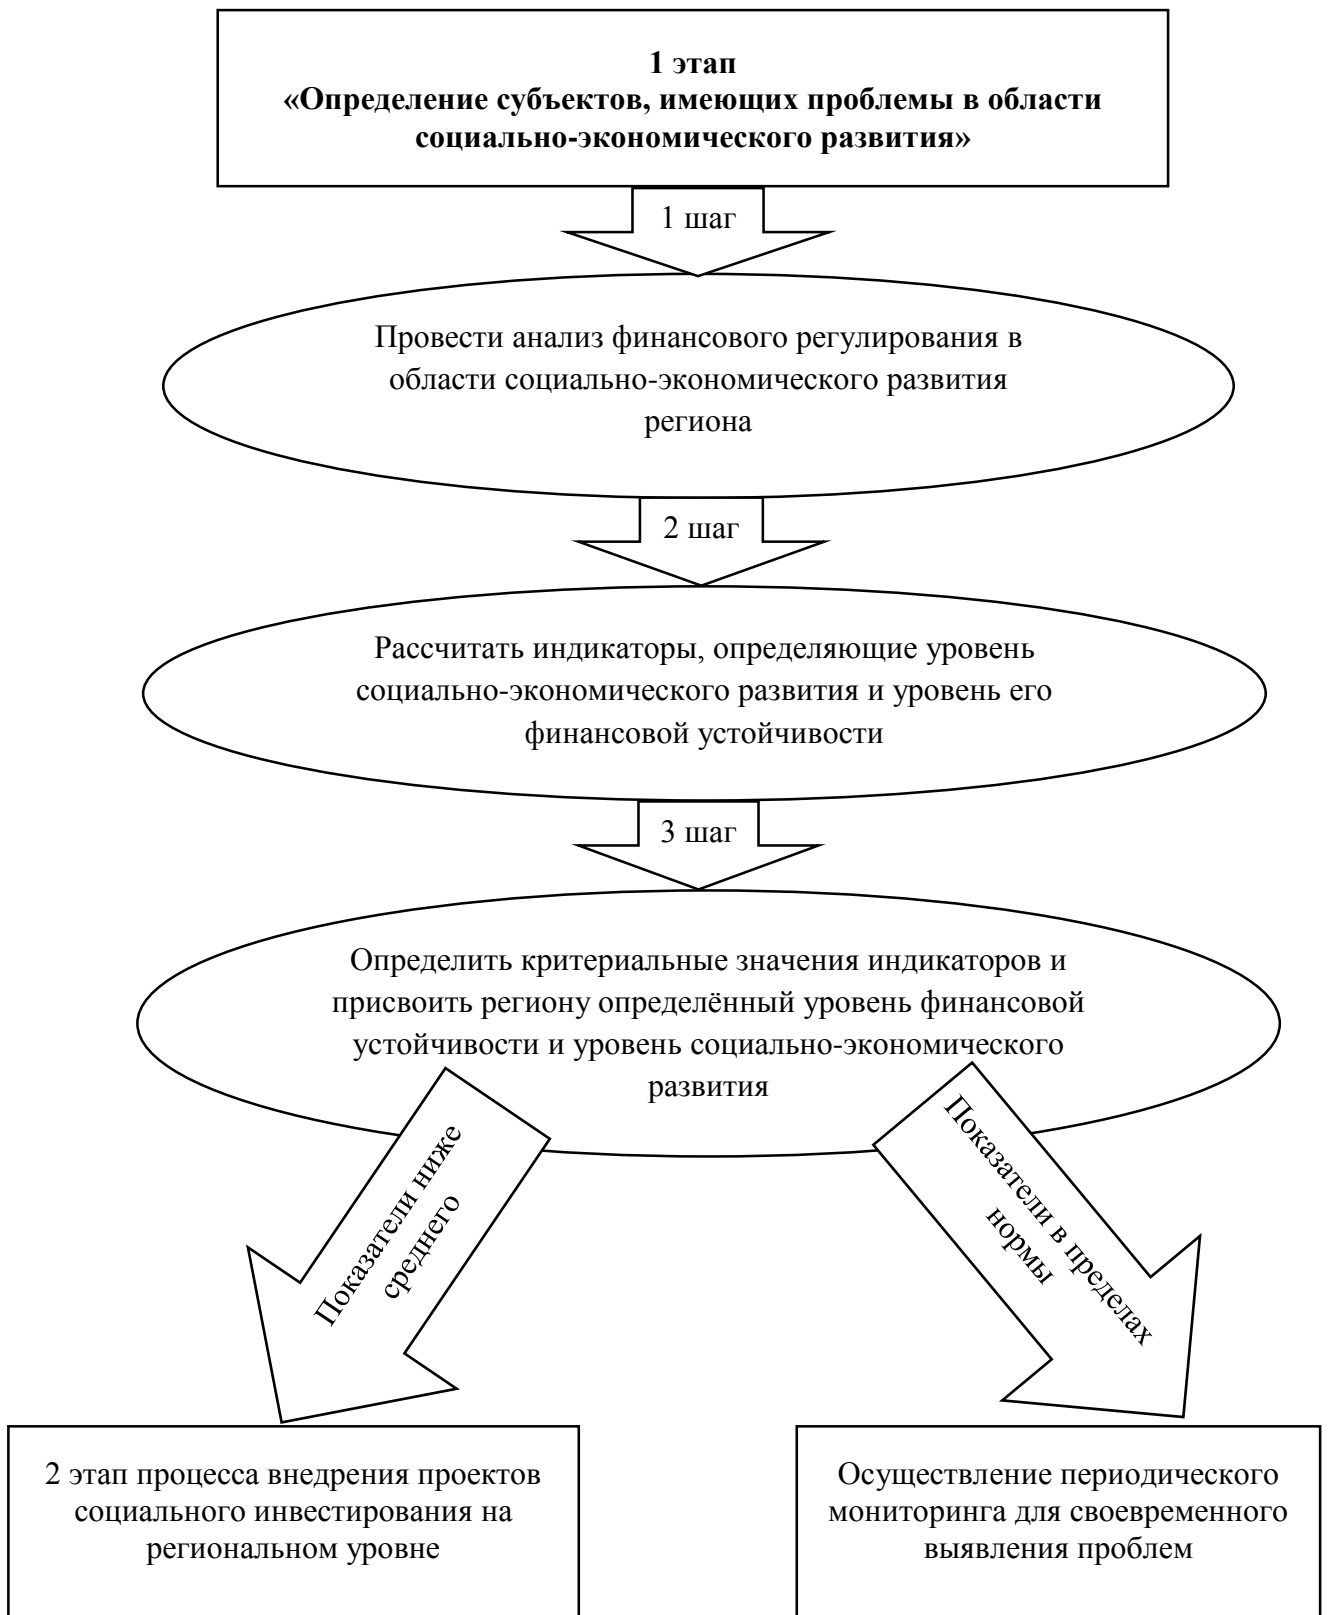 1 этап
«Определение субъектов, имеющих проблемы в области
социально-экономического развития»
1 шаг
Провести анализ финансового регулирования в
области социально-экономического развития
региона
2 шаг
Рассчитать индикаторы, определяющие уровень
социально-экономического развития и уровень его
финансовой устойчивости
3 шаг
Определить критериальные значения индикаторов и
присвоить региону определённый уровень финансовой
устойчивости и уровень социально-экономического
развития
Показатели ниже
среднего
Показатели в пределах
нормы
2 этап процесса внедрения проектов
социального инвестирования на
региональном уровне
Осуществление периодического
мониторинга для своевременного
выявления проблем